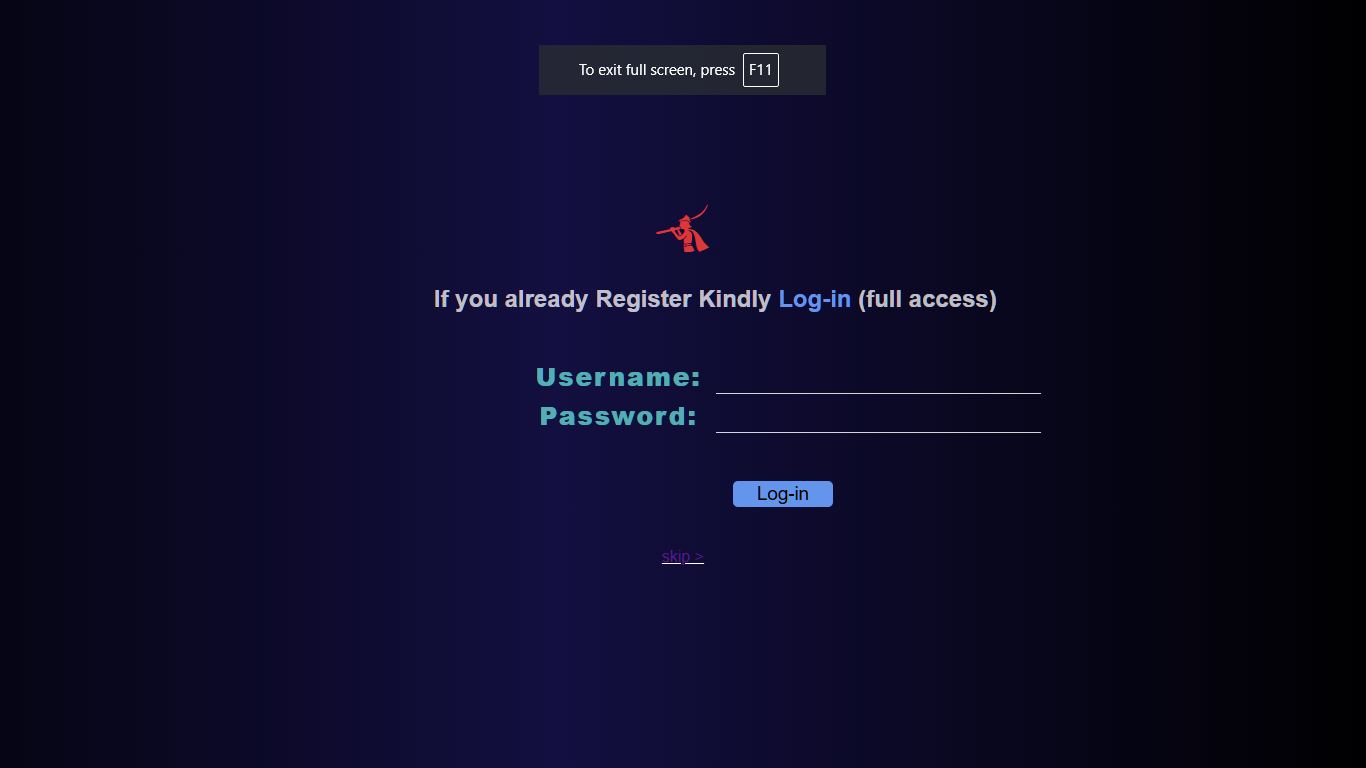 To exit full screen, press F11
If you already Register Kindly Log-in (full access)
Username:
Password:
Log-in
skip >